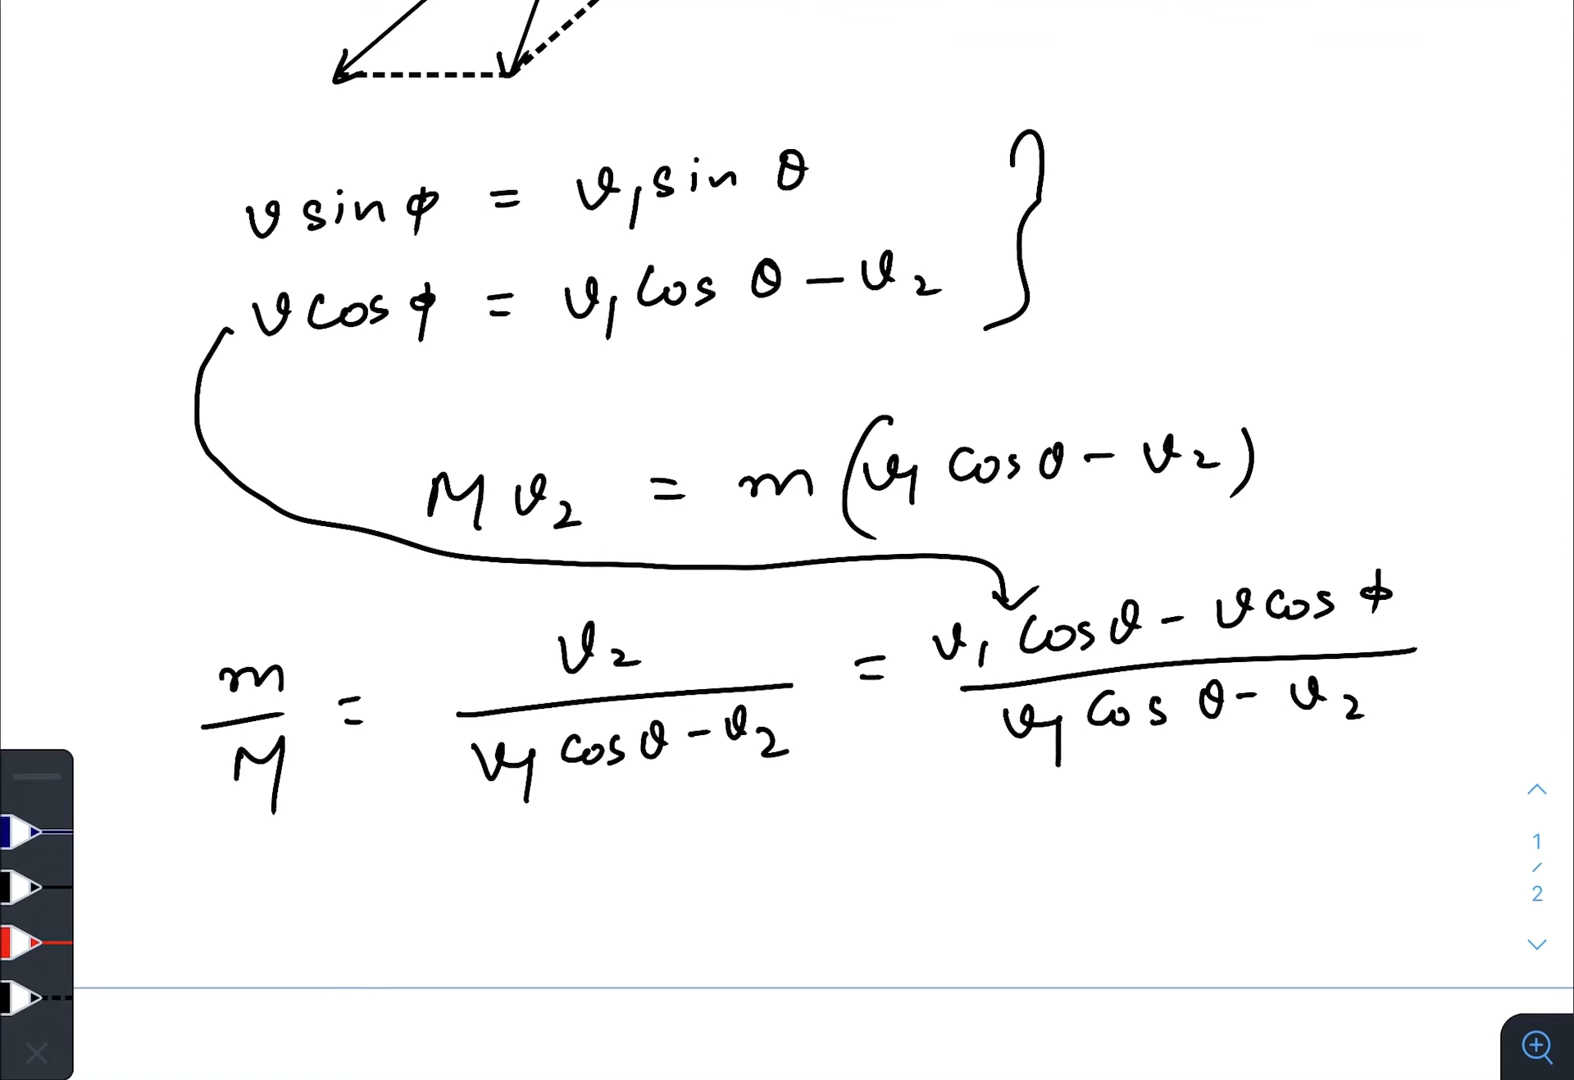 v sin φ = v₁ sin θ
v cos φ = v₁ cos θ − v₂
M v₂ = m (v₁ cos θ − v₂)
m/M = v₂/(v₁ cos θ − v₂) = (v₁ cos θ − v cos φ)/(v₁ cos θ − v₂)
1
/
2